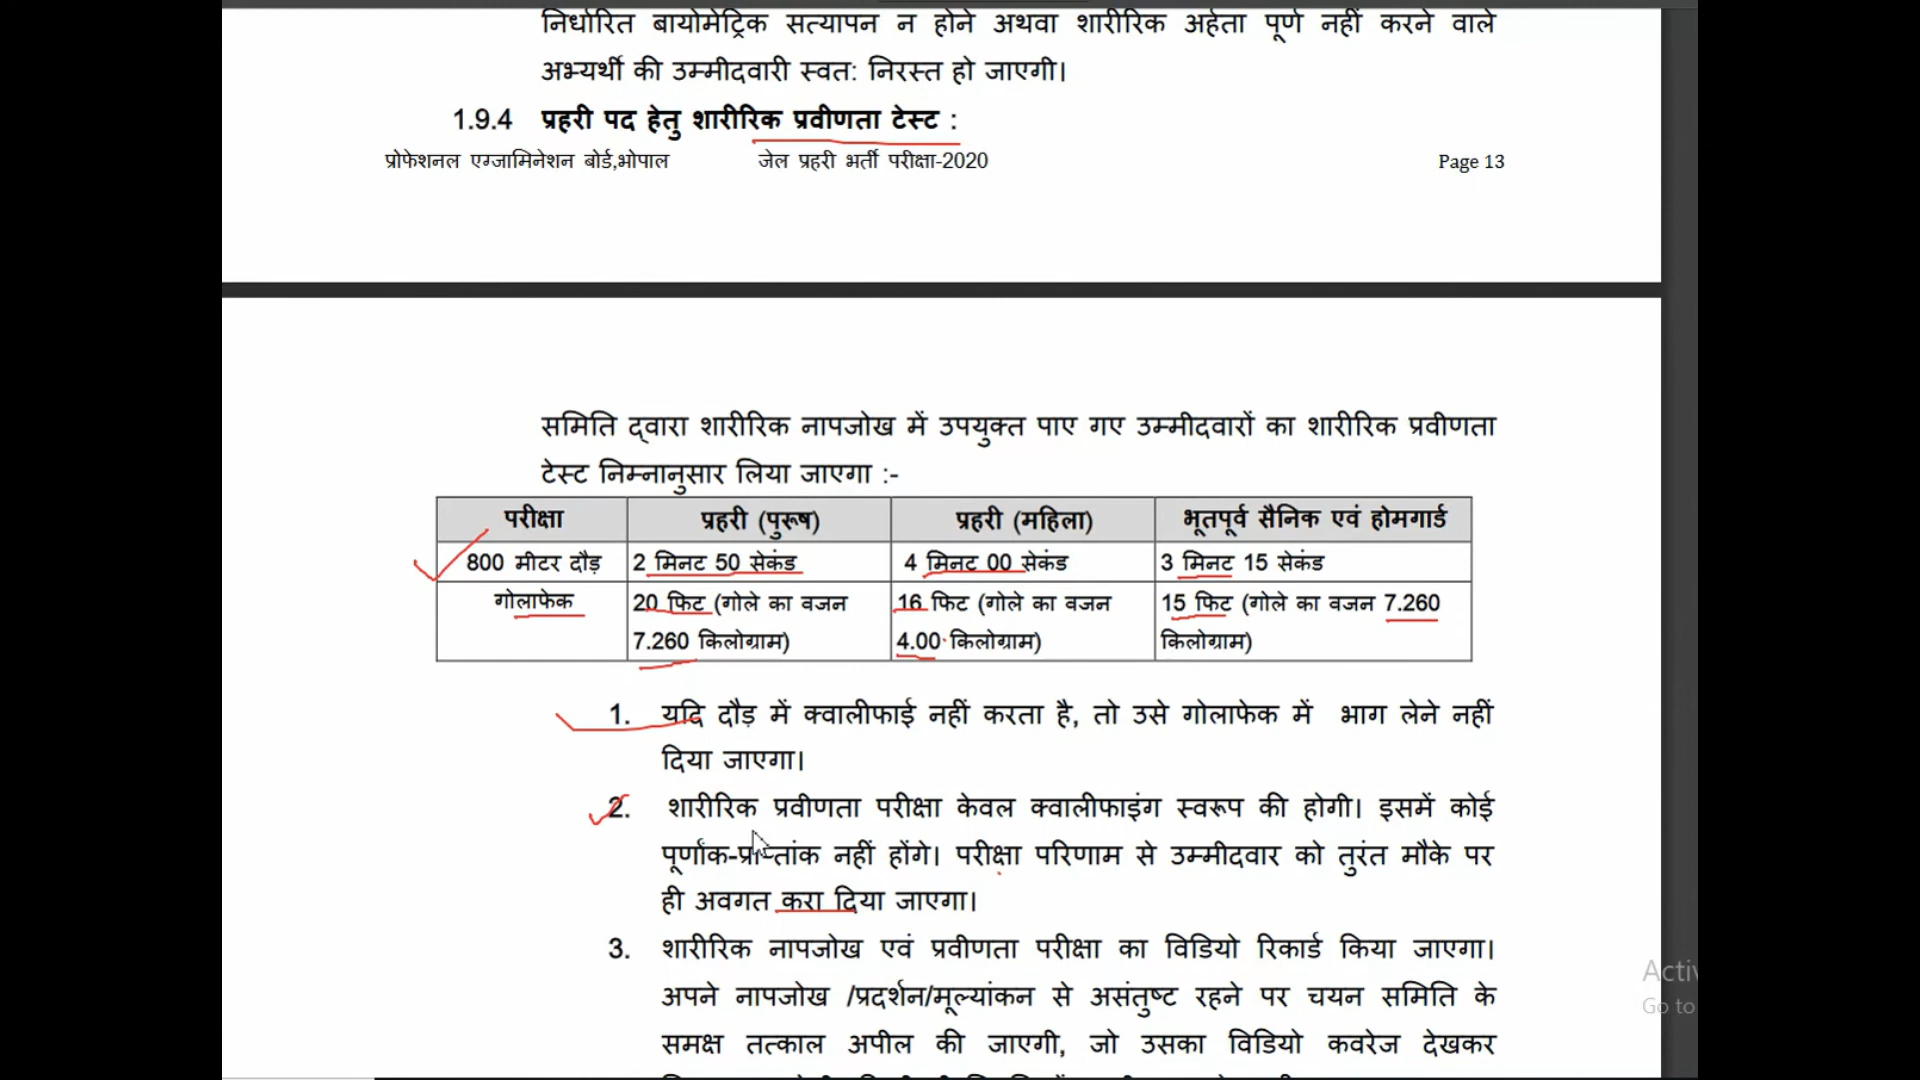 निर्धारित बायोमेट्रिक सत्यापन न होने अथवा शारीरिक अर्हता पूर्ण नहीं करने वाले
अभ्यर्थी की उम्मीदवारी स्वत: निरस्त हो जाएगी।
1.9.4 प्रहरी पद हेतु शारीरिक प्रवीणता टेस्ट :
प्रोफेशनल एग्जामिनेशन बोर्ड,भोपाल जेल प्रहरी भर्ती परीक्षा-2020 Page 13
समिति द्वारा शारीरिक नापजोख में उपयुक्त पाए गए उम्मीदवारों का शारीरिक प्रवीणता
टेस्ट निम्नानुसार लिया जाएगा :-
परीक्षा प्रहरी (पुरूष) प्रहरी (महिला) भूतपूर्व सैनिक एवं होमगार्ड
800 मीटर दौड़ 2 मिनट 50 सेकंड 4 मिनट 00 सेकंड 3 मिनट 15 सेकंड
गोलाफेक 20 फिट (गोले का वजन 16 फिट (गोले का वजन 15 फिट (गोले का वजन 7.260
7.260 किलोग्राम) 4.00 किलोग्राम) किलोग्राम)
1. यदि दौड़ में क्वालीफाई नहीं करता है, तो उसे गोलाफेक में भाग लेने नहीं
दिया जाएगा।
2. शारीरिक प्रवीणता परीक्षा केवल क्वालीफाइंग स्वरूप की होगी। इसमें कोई
पूर्णांक-प्राप्तांक नहीं होंगे। परीक्षा परिणाम से उम्मीदवार को तुरंत मौके पर
ही अवगत करा दिया जाएगा।
3. शारीरिक नापजोख एवं प्रवीणता परीक्षा का विडियो रिकार्ड किया जाएगा।
अपने नापजोख /प्रदर्शन/मूल्यांकन से असंतुष्ट रहने पर चयन समिति के
समक्ष तत्काल अपील की जाएगी, जो उसका विडियो कवरेज देखकर
Activ
Go to